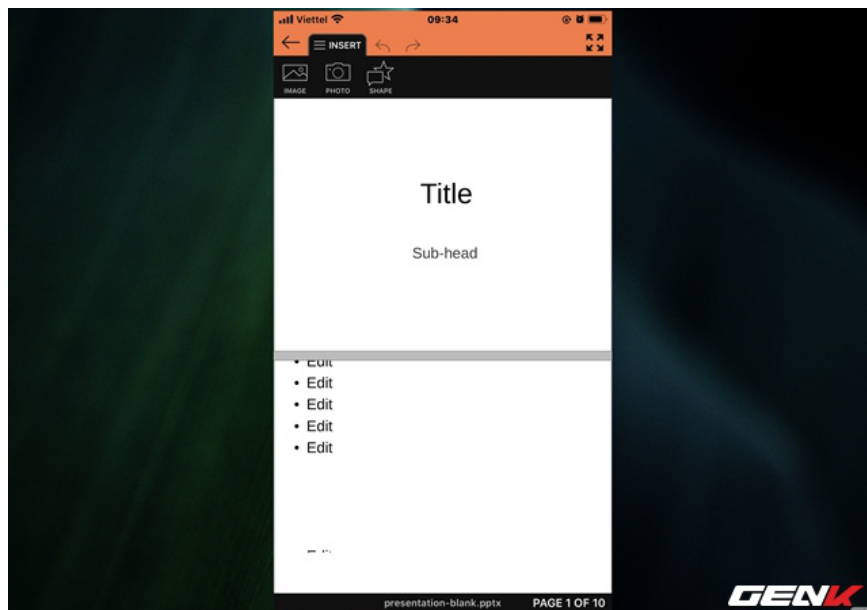 Viettel 09:34
INSERT
IMAGE PHOTO SHAPE
Title
Sub-head
• Edit
• Edit
• Edit
• Edit
• Edit
presentation-blank.pptx PAGE 1 OF 10
GENK